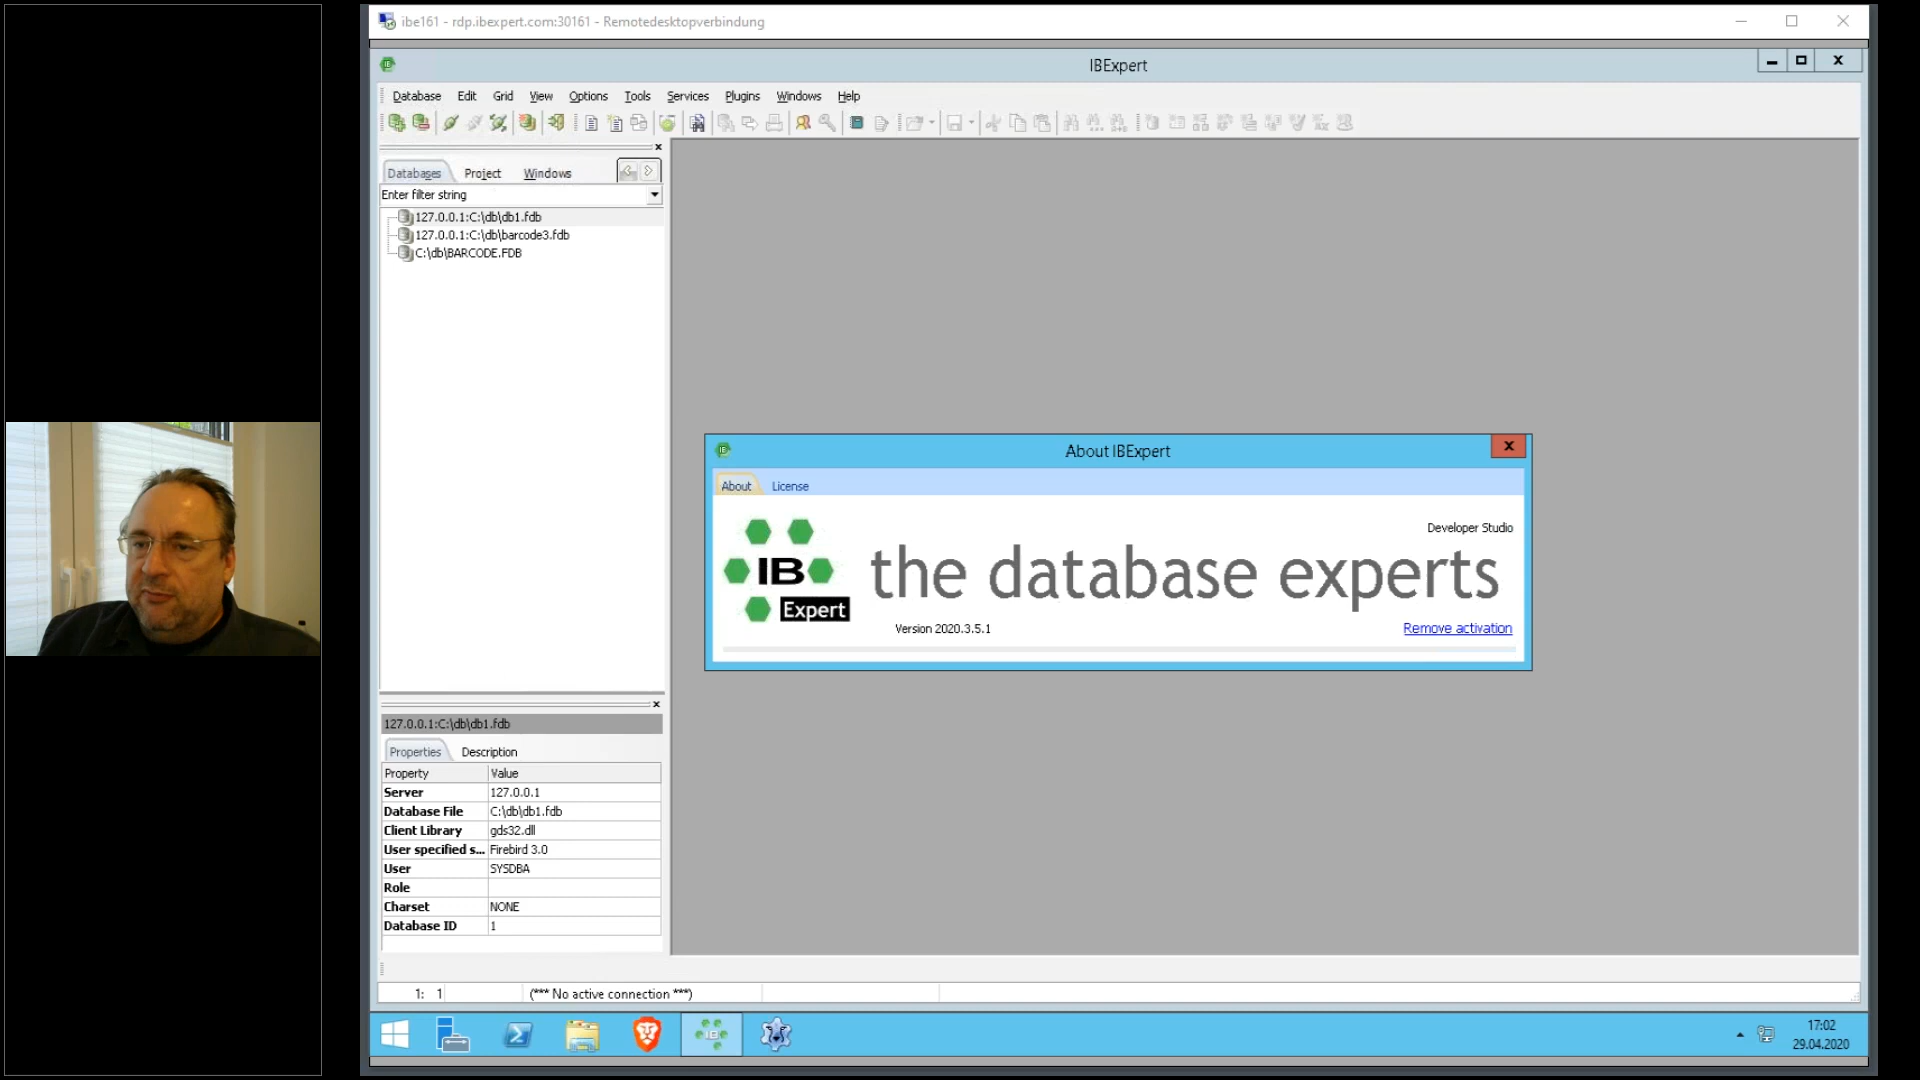 ibe161 - rdp.ibexpert.com:30161 - Remotedesktopverbindung
IBExpert
Database Edit Grid View Options Tools Services Plugins Windows Help
Databases Project Windows
Enter filter string
127.0.0.1:C:\db\db1.fdb
127.0.0.1:C:\db\barcode3.fdb
C:\db\BARCODE.FDB
About IBExpert
About License
Developer Studio
IB
Expert
the database experts
Version 2020.3.5.1
Remove activation
127.0.0.1:C:\db\db1.fdb
Properties Description
Property Value
Server 127.0.0.1
Database File C:\db\db1.fdb
Client Library gds32.dll
User specified s... Firebird 3.0
User SYSDBA
Role
Charset NONE
Database ID 1
1: 1 (*** No active connection ***)
17:02
29.04.2020